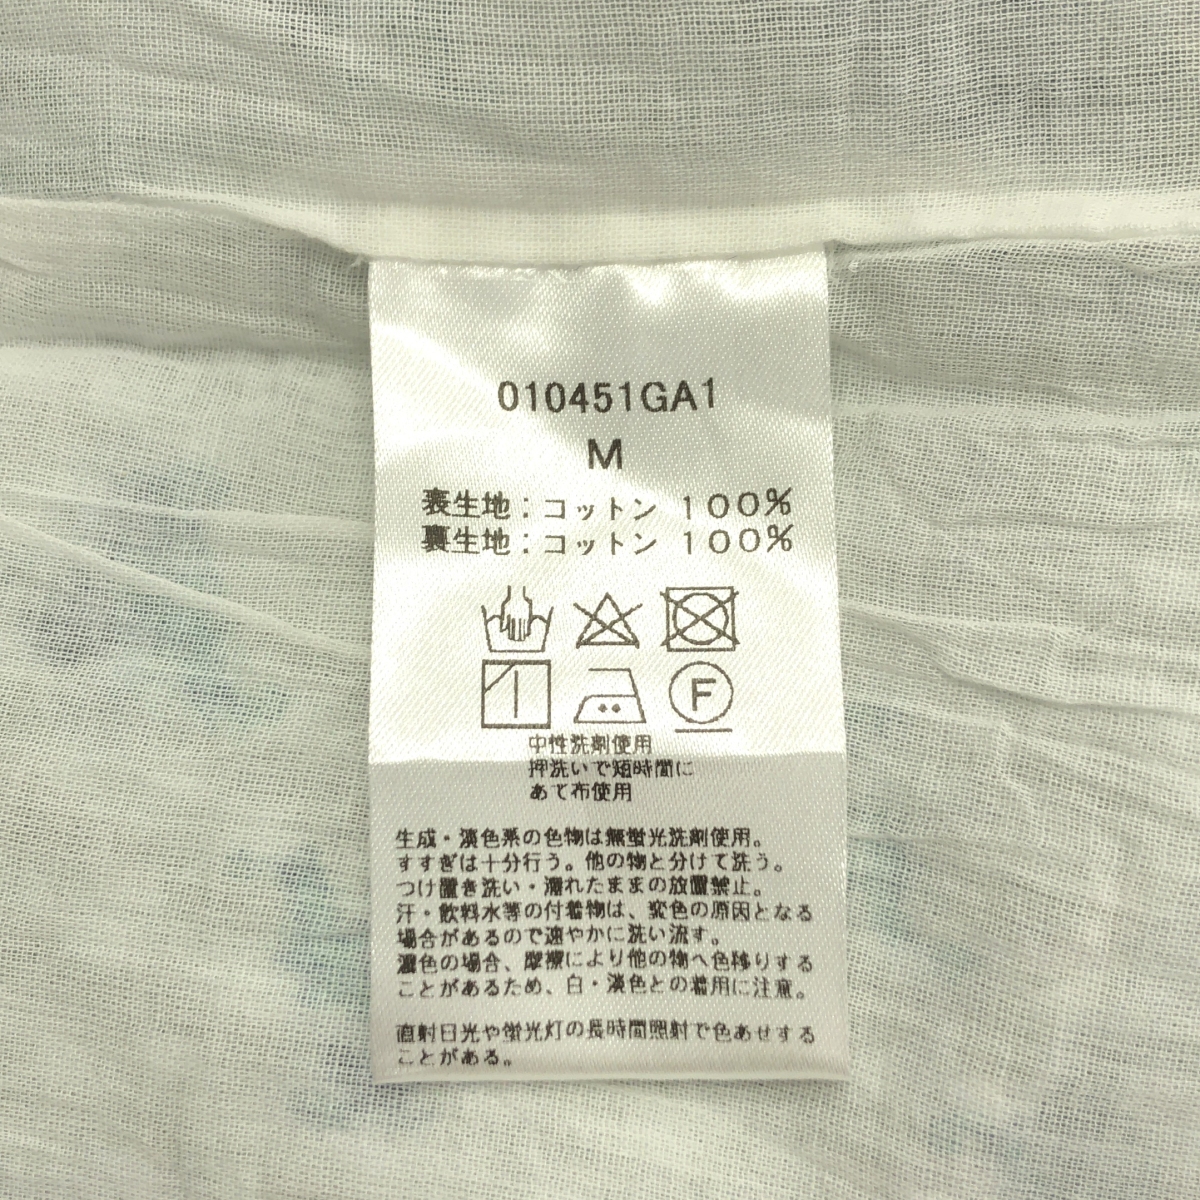 010451GA1
M
表生地：コットン １００％
裏生地：コットン １００％
F
中性洗剤使用
押洗いで短時間に
あて布使用
生成・淡色系の色物は無蛍光洗剤使用。
すすぎは十分行う。他の物と分けて洗う。
つけ置き洗い・濡れたままの放置禁止。
汗・飲料水等の付着物は、変色の原因となる
場合があるので速やかに洗い流す。
濃色の場合、摩擦により他の物へ色移りする
ことがあるため、白・淡色との着用に注意。
直射日光や蛍光灯の長時間照射で色あせする
ことがある。